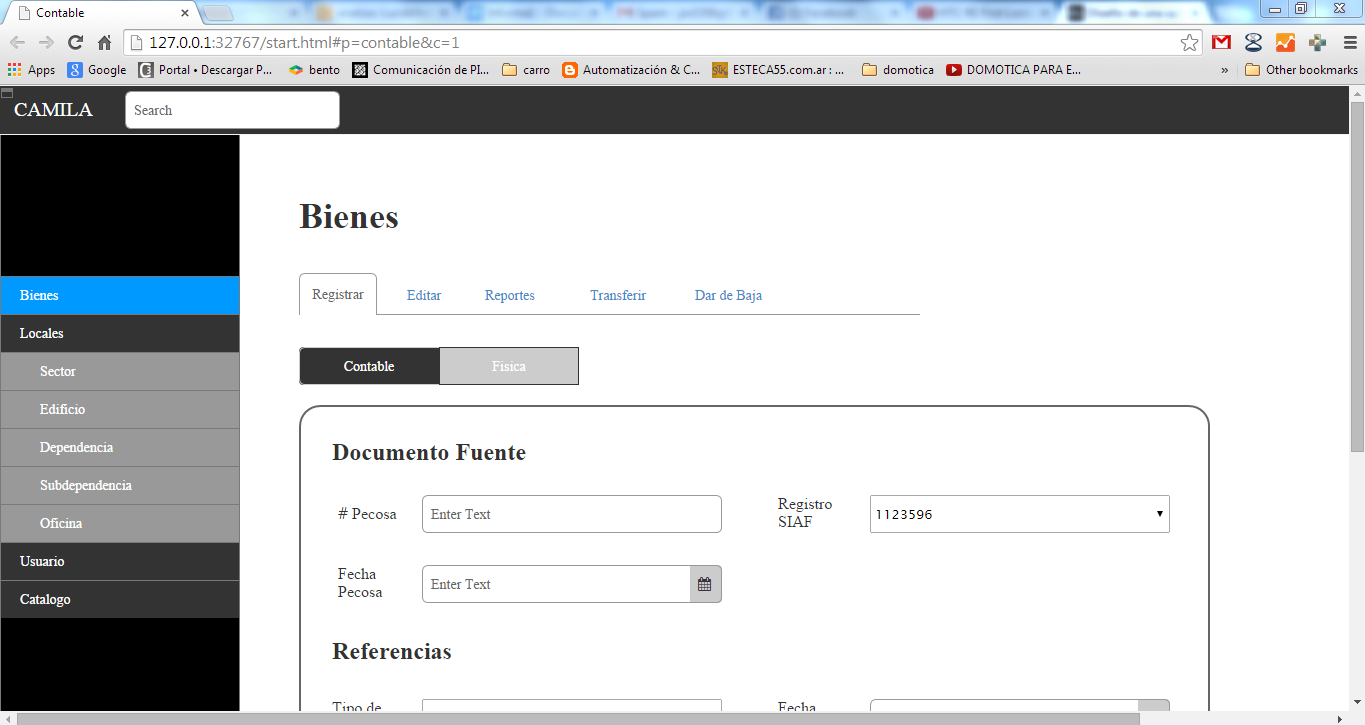 Contable
127.0.0.1:32767/start.html#p=contable&c=1
Apps Google Portal • Descargar P... bento Comunicación de PI... carro Automatización & C... ESTECA55.com.ar : ... domotica DOMOTICA PARA E... » Other bookmarks
CAMILA Search
Bienes
Registrar Editar Reportes Transferir Dar de Baja
Bienes
Locales
Sector
Edificio
Dependencia
Subdependencia
Oficina
Usuario
Catalogo
Contable Fisica
Documento Fuente
# Pecosa Enter Text Registro SIAF 1123596
Fecha Pecosa Enter Text
Referencias
Tipo de Fecha